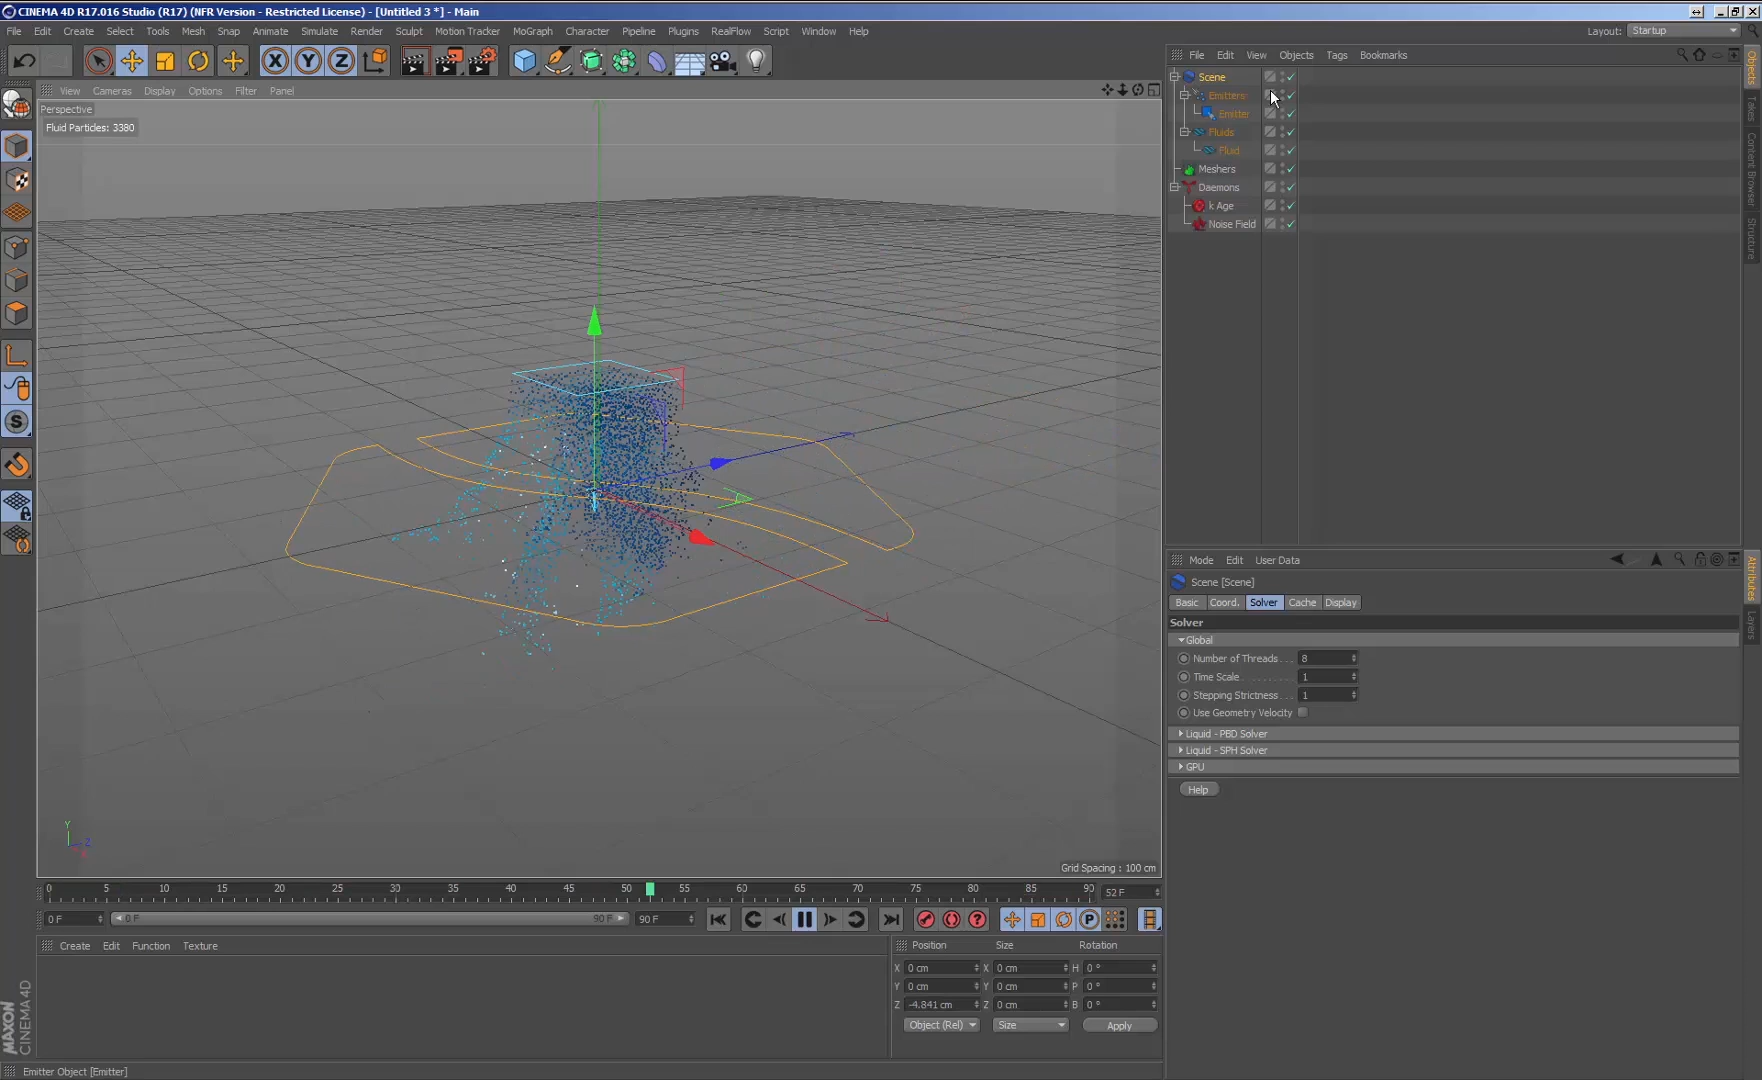 CINEMA 4D R17.016 Studio (R17) (NFR Version - Restricted License) - [Untitled 3 *] - Main
File Edit Create Select Tools Mesh Snap Animate Simulate Render Sculpt Motion Tracker MoGraph Character Pipeline Plugins RealFlow Script Window Help
Layout: Startup
X Y Z
File Edit View Objects Tags Bookmarks
View Cameras Display Options Filter Panel
Perspective
Fluid Particles: 3380
Scene
Emitters
Emitter
Fluids
Fluid
Meshers
Daemons
k Age
Noise Field
Objects
Takes
Content Browser
Structure
Mode Edit User Data
Scene [Scene]
Basic Coord. Solver Cache Display
Solver
Global
Number of Threads . . . 8
Time Scale . . . . . . . . . 1
Stepping Strictness . . . 1
Use Geometry Velocity
Liquid - PBD Solver
Liquid - SPH Solver
GPU
Help
Attributes
Layers
Y
Z
Grid Spacing : 100 cm
0 5 10 15 20 25 30 35 40 45 50 55 60 65 70 75 80 85 90
52 F
0 F 0 F 90 F 90 F
Create Edit Function Texture
Position Size Rotation
X 0 cm X 0 cm H 0 °
Y 0 cm Y 0 cm P 0 °
Z -4.841 cm Z 0 cm B 0 °
Object (Rel) Size Apply
MAXON
CINEMA 4D
Emitter Object [Emitter]